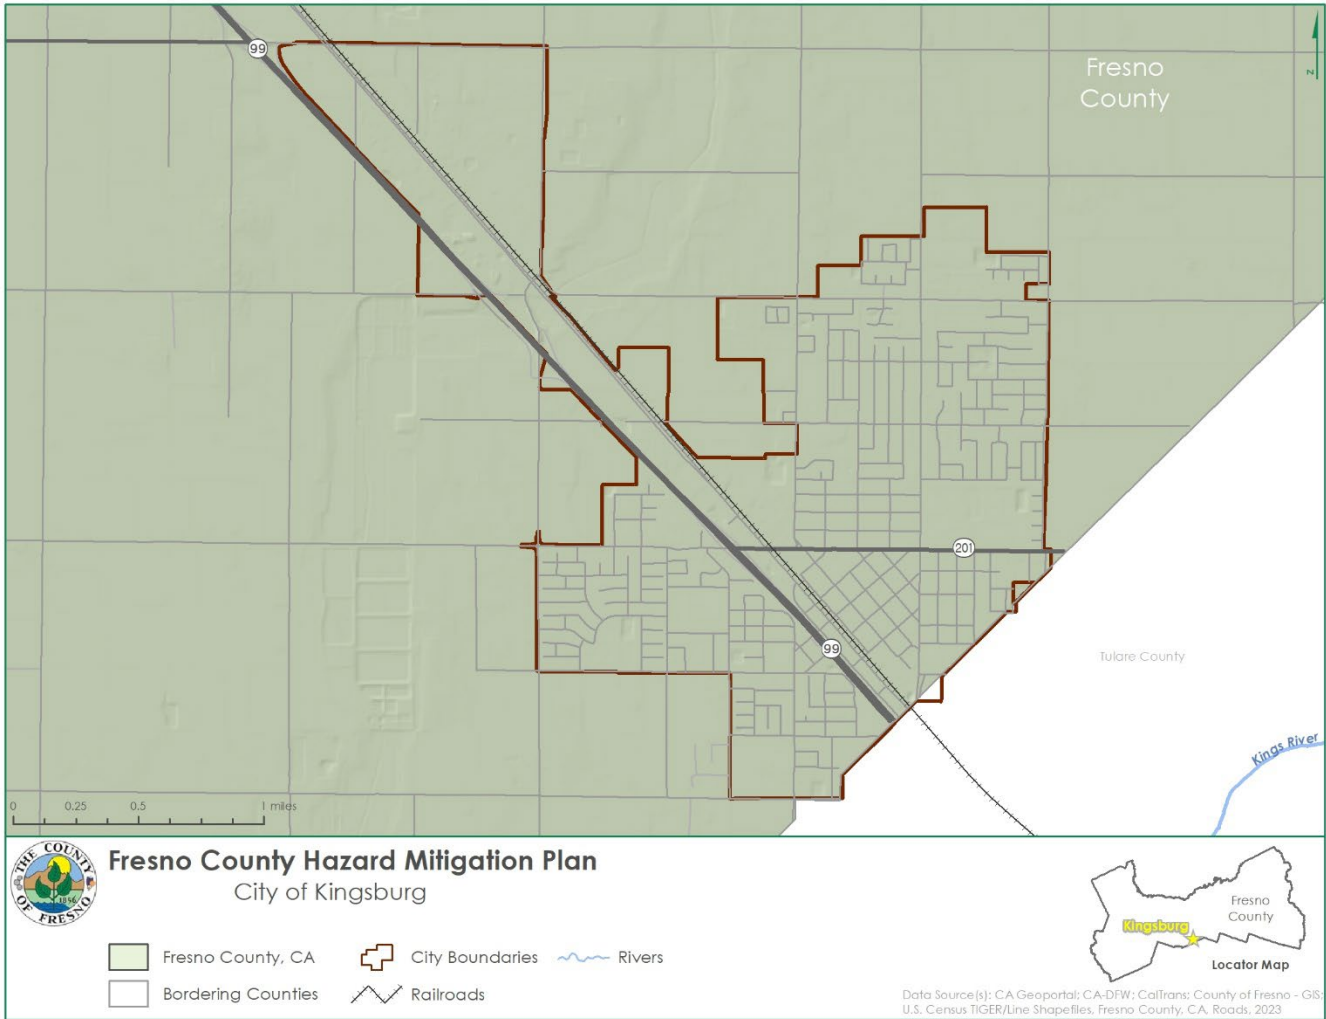 99
Fresno
County
N
201
99
Tulare County
Kings River
0 0.25 0.5 1 miles
THE COUNTY
OF FRESNO
1856
Fresno County Hazard Mitigation Plan
City of Kingsburg
Fresno County, CA
City Boundaries
Rivers
Bordering Counties
Railroads
Fresno
County
Kingsburg
Locator Map
Data Source(s): CA Geoportal; CA-DFW; CalTrans; County of Fresno - GIS;
U.S. Census TIGER/Line Shapefiles, Fresno County, CA, Roads, 2023